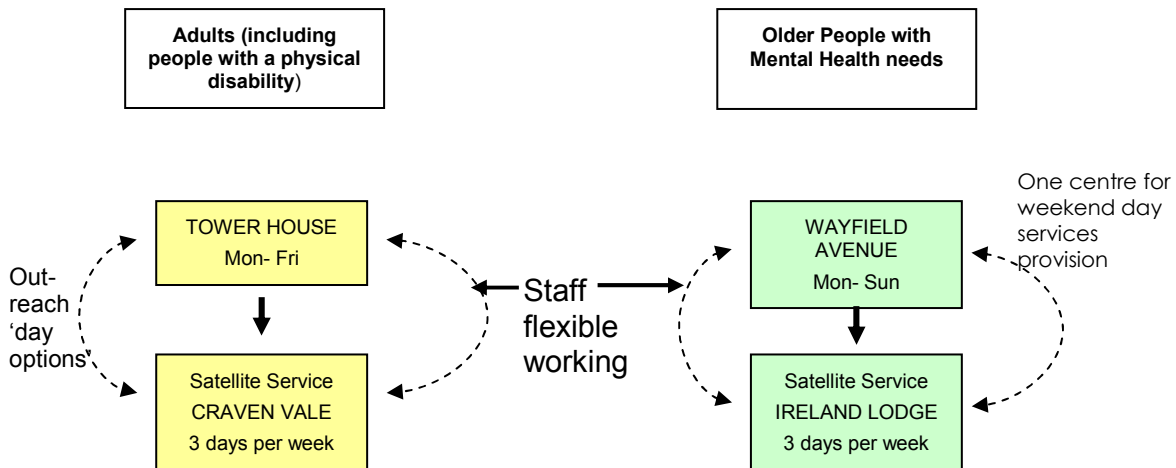 Adults (including
people with a physical
disability)
Older People with
Mental Health needs
TOWER HOUSE
Mon- Fri
WAYFIELD
AVENUE
Mon- Sun
One centre for
weekend day
services
provision
Out-
reach
‘day
options’
Staff
flexible
working
Satellite Service
CRAVEN VALE
3 days per week
Satellite Service
IRELAND LODGE
3 days per week